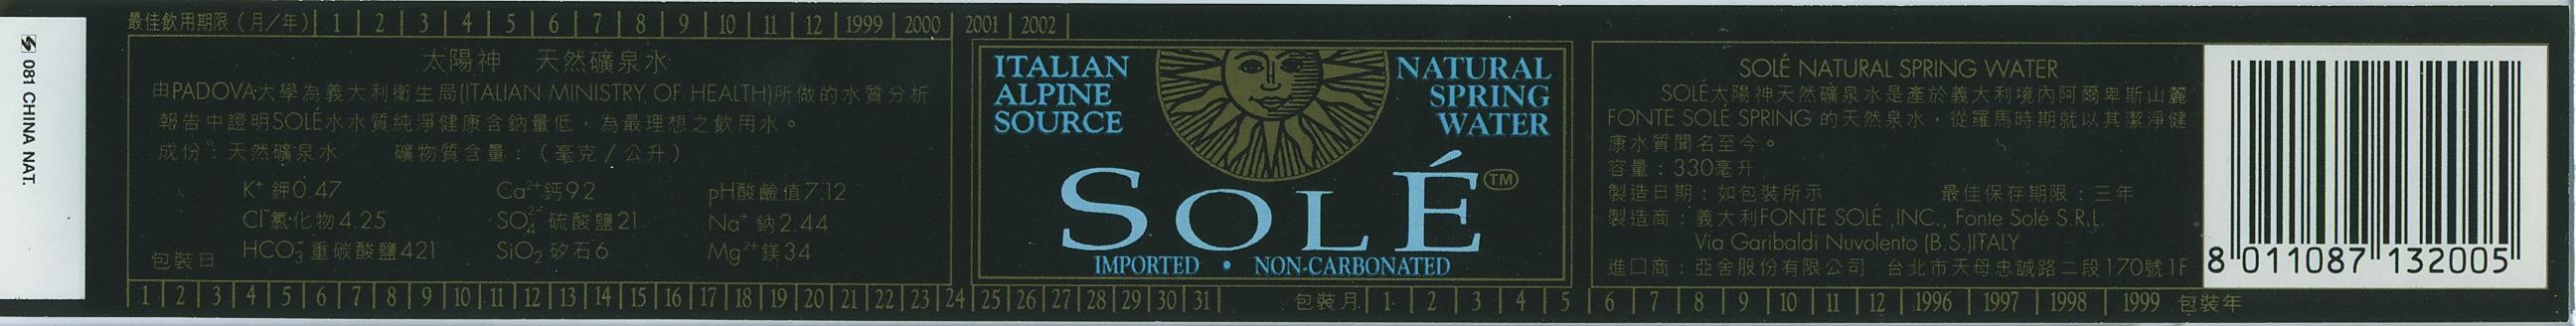 081 CHINA NAT.
最佳飲用期限（月／年） 1 2 3 4 5 6 7 8 9 10 11 12 1999 2000 2001 2002
太陽神 天然礦泉水
由PADOVA大學為義大利衛生局(ITALIAN MINISTRY OF HEALTH)所做的水質分析
報告中證明SOLÉ水水質純淨健康含鈉量低，為最理想之飲用水。
成份：天然礦泉水 礦物質含量：（毫克／公升）
K⁺ 鉀0.47 Ca²⁺鈣92 pH酸鹼值7.12
Cl⁻氯化物4.25 SO₄²⁻硫酸鹽21 Na⁺鈉2.44
HCO₃⁻重碳酸鹽421 SiO₂矽石6 Mg²⁺鎂34
包裝日
1 2 3 4 5 6 7 8 9 10 11 12 13 14 15 16 17 18 19 20 21 22 23 24 25 26 27 28 29 30 31
ITALIAN
ALPINE
SOURCE
NATURAL
SPRING
WATER
SOLÉ™
IMPORTED • NON-CARBONATED
包裝月 1 2 3 4 5 6 7 8 9 10 11 12 1996 1997 1998 1999 包裝年
SOLÉ NATURAL SPRING WATER
SOLÉ太陽神天然礦泉水是產於義大利境內阿爾卑斯山麓
FONTE SOLÉ SPRING 的天然泉水，從羅馬時期就以其潔淨健
康水質聞名至今。
容量：330毫升
製造日期：如包裝所示 最佳保存期限：三年
製造商：義大利FONTE SOLÉ ,INC., Fonte Solé S.R.L.
Via Garibaldi Nuvolento (B.S.)ITALY
進口商：亞舍股份有限公司 台北市天母忠誠路二段170號1F
8 011087 132005